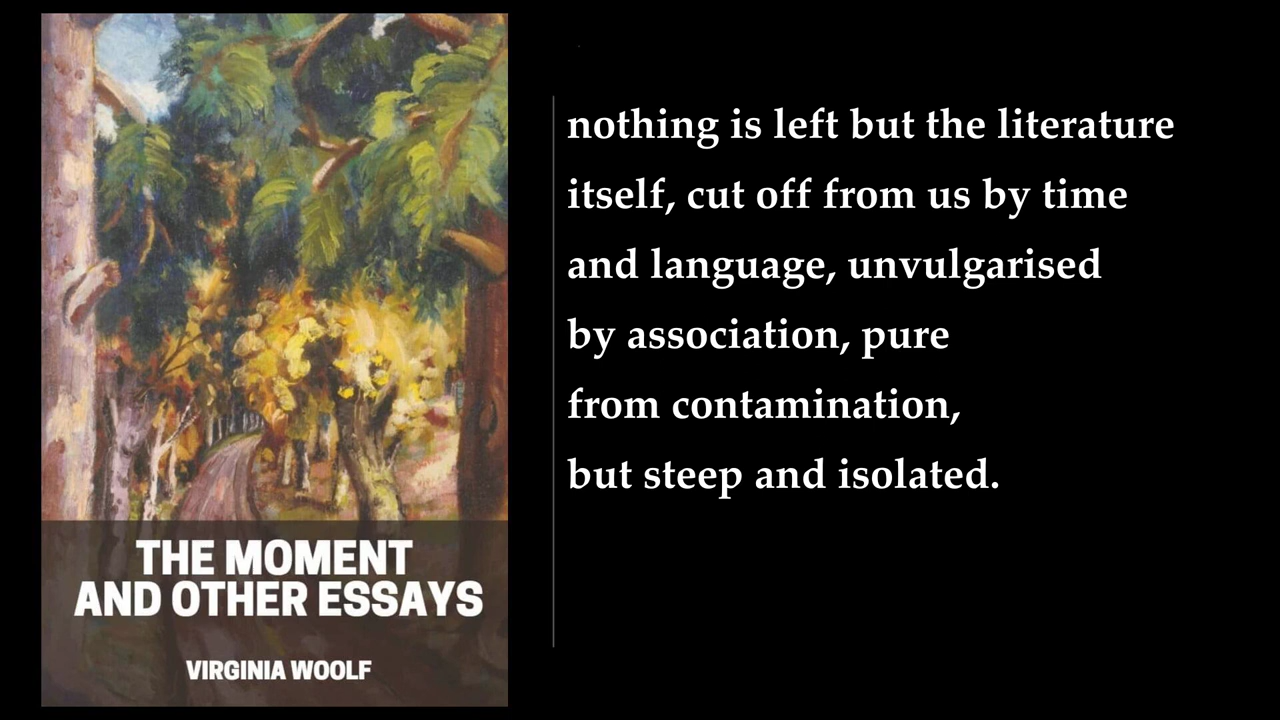 THE MOMENT
AND OTHER ESSAYS
VIRGINIA WOOLF
nothing is left but the literature
itself, cut off from us by time
and language, unvulgarised
by association, pure
from contamination,
but steep and isolated.